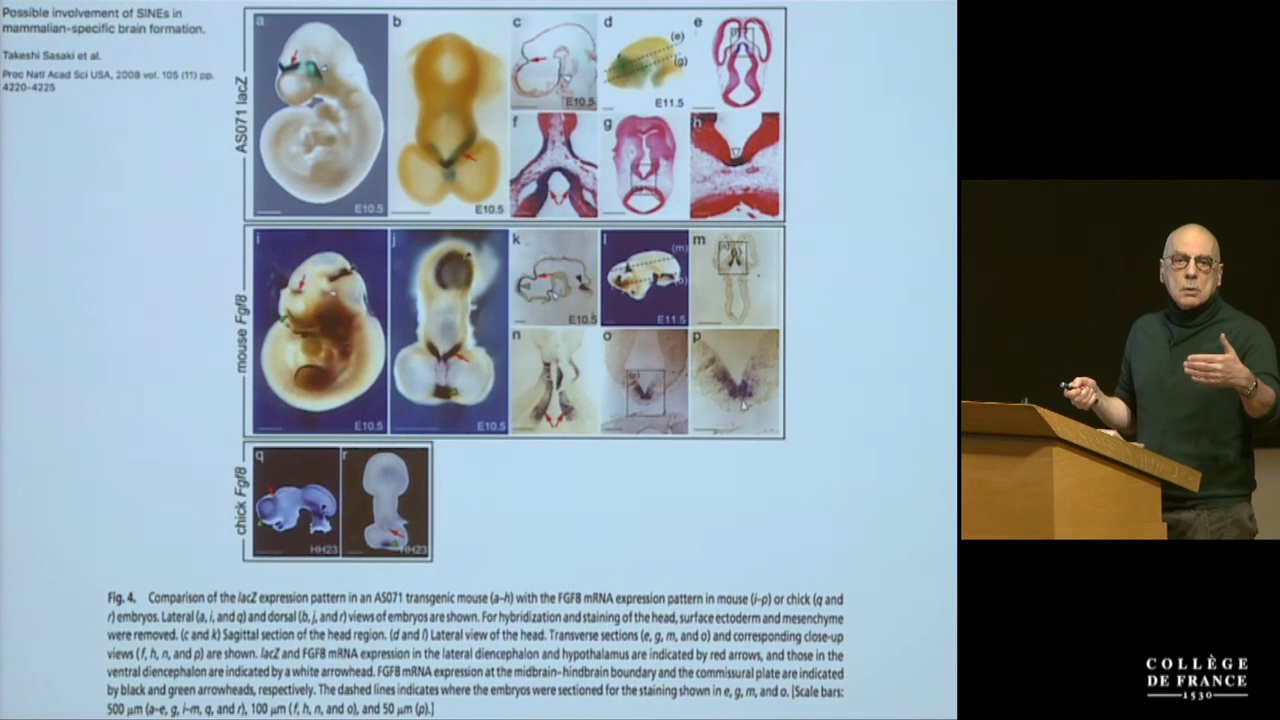 Possible involvement of SINEs in
mammalian-specific brain formation.
Takeshi Sasaki et al.
Proc Natl Acad Sci USA, 2008 vol. 105 (11) pp.
4220-4225
AS071 lacZ
a
E10.5
b
E10.5
c
E10.5
d
(e)
(g)
E11.5
e
f
g
h
mouse Fgf8
i
E10.5
j
E10.5
k
E10.5
l
(m)
(o)
E11.5
m
n
o
p
chick Fgf8
q
HH23
r
HH23
Fig. 4. Comparison of the lacZ expression pattern in an AS071 transgenic mouse (a–h) with the FGF8 mRNA expression pattern in mouse (i–p) or chick (q and
r) embryos. Lateral (a, i, and q) and dorsal (b, j, and r) views of embryos are shown. For hybridization and staining of the head, surface ectoderm and mesenchyme
were removed. (c and k) Sagittal section of the head region. (d and l) Lateral view of the head. Transverse sections (e, g, m, and o) and corresponding close-up
views (f, h, n, and p) are shown. lacZ and FGF8 mRNA expression in the lateral diencephalon and hypothalamus are indicated by red arrows, and those in the
ventral diencephalon are indicated by a white arrowhead. FGF8 mRNA expression at the midbrain–hindbrain boundary and the commissural plate are indicated
by black and green arrowheads, respectively. The dashed lines indicates where the embryos were sectioned for the staining shown in e, g, m, and o. [Scale bars:
500 μm (a–e, g, i–m, q, and r), 100 μm (f, h, n, and o), and 50 μm (p).]
COLLÈGE
DE FRANCE
1530